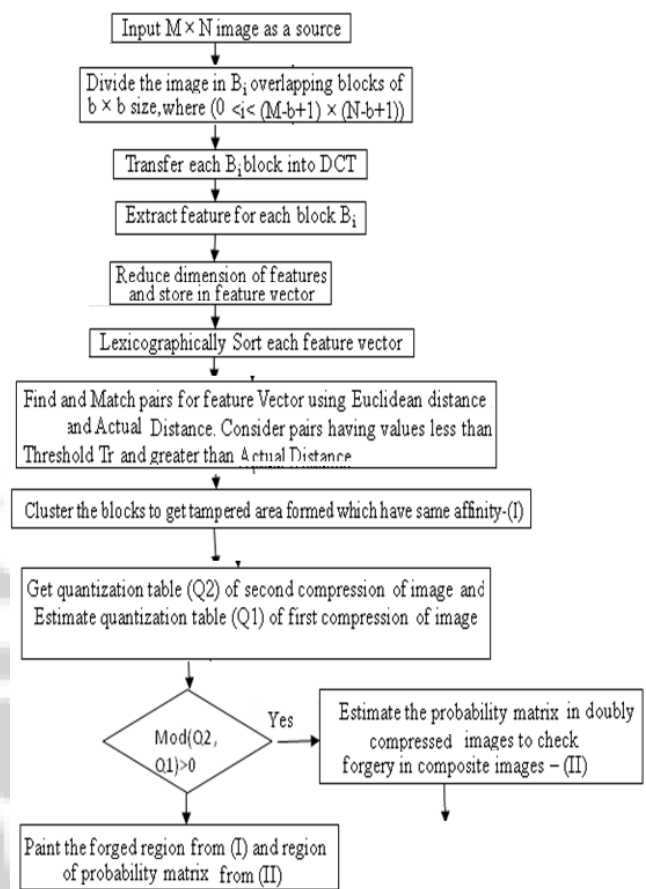 Input M × N image as a source
Divide the image in Bi overlapping blocks of
b × b size,where (0 <i< (M-b+1) × (N-b+1))
Transfer each Bi block into DCT
Extract feature for each block Bi
Reduce dimension of features
and store in feature vector
Lexicographically Sort each feature vector
Find and Match pairs for feature Vector using Euclidean distance
and Actual Distance. Consider pairs having values less than
Threshold Tr and greater than Actual Distance
Cluster the blocks to get tampered area formed which have same affinity-(I)
Get quantization table (Q2) of second compression of image and
Estimate quantization table (Q1) of first compression of image
Mod(Q2,
Q1)>0
Yes
Estimate the probability matrix in doubly
compressed images to check
forgery in composite images – (II)
Paint the forged region from (I) and region
of probability matrix from (II)